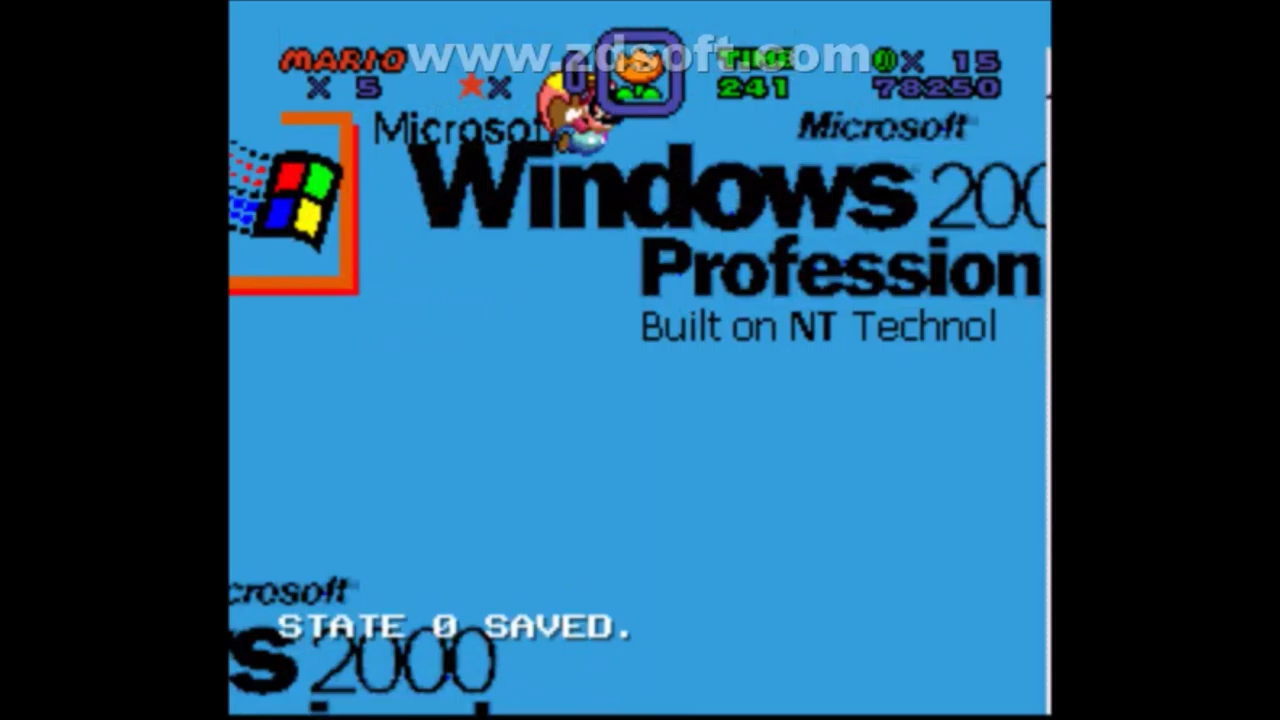 www.zdsoft.com
MARIO TIME X 15
X 5 ★X 0 241 78250
Microsoft Microsoft
Windows 200
Profession
Built on NT Technol
crosoft
STATE 0 SAVED.
s 2000